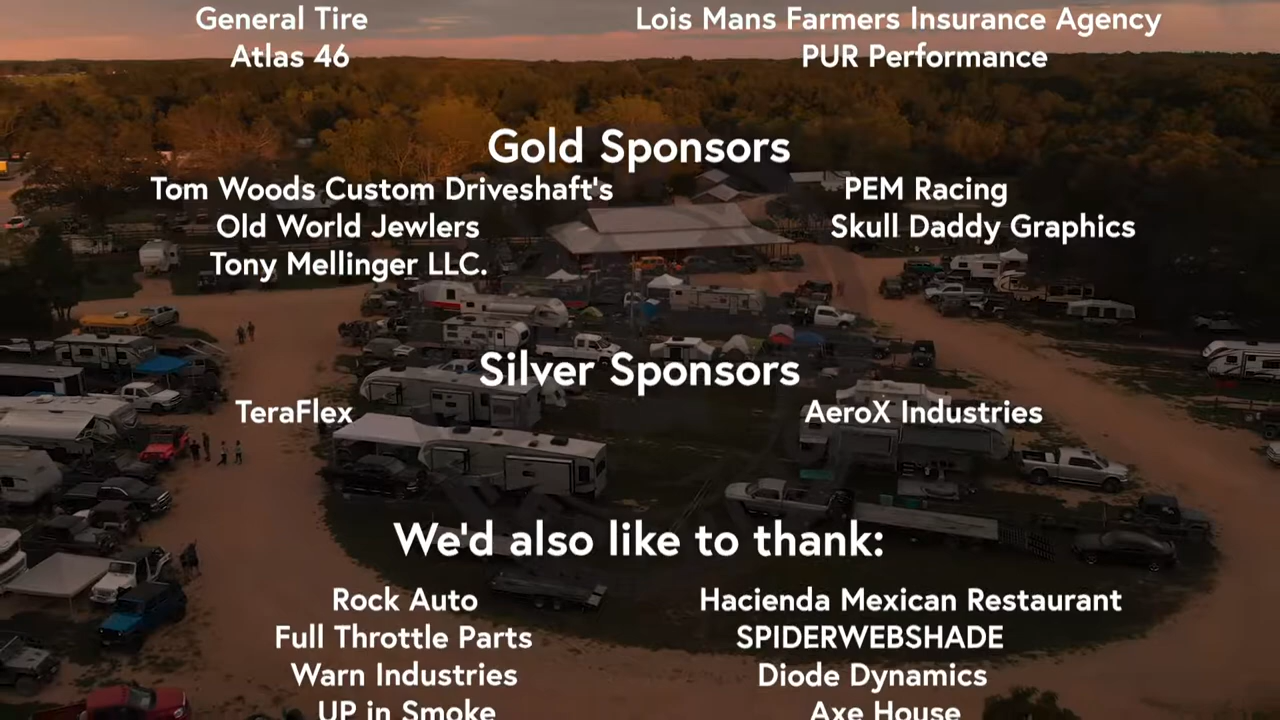 General Tire
Lois Mans Farmers Insurance Agency
Atlas 46
PUR Performance
Gold Sponsors
Tom Woods Custom Driveshaft's
PEM Racing
Old World Jewlers
Skull Daddy Graphics
Tony Mellinger LLC.
Silver Sponsors
TeraFlex
AeroX Industries
We'd also like to thank:
Rock Auto
Hacienda Mexican Restaurant
Full Throttle Parts
SPIDERWEBSHADE
Warn Industries
Diode Dynamics
UP in Smoke
Axe House